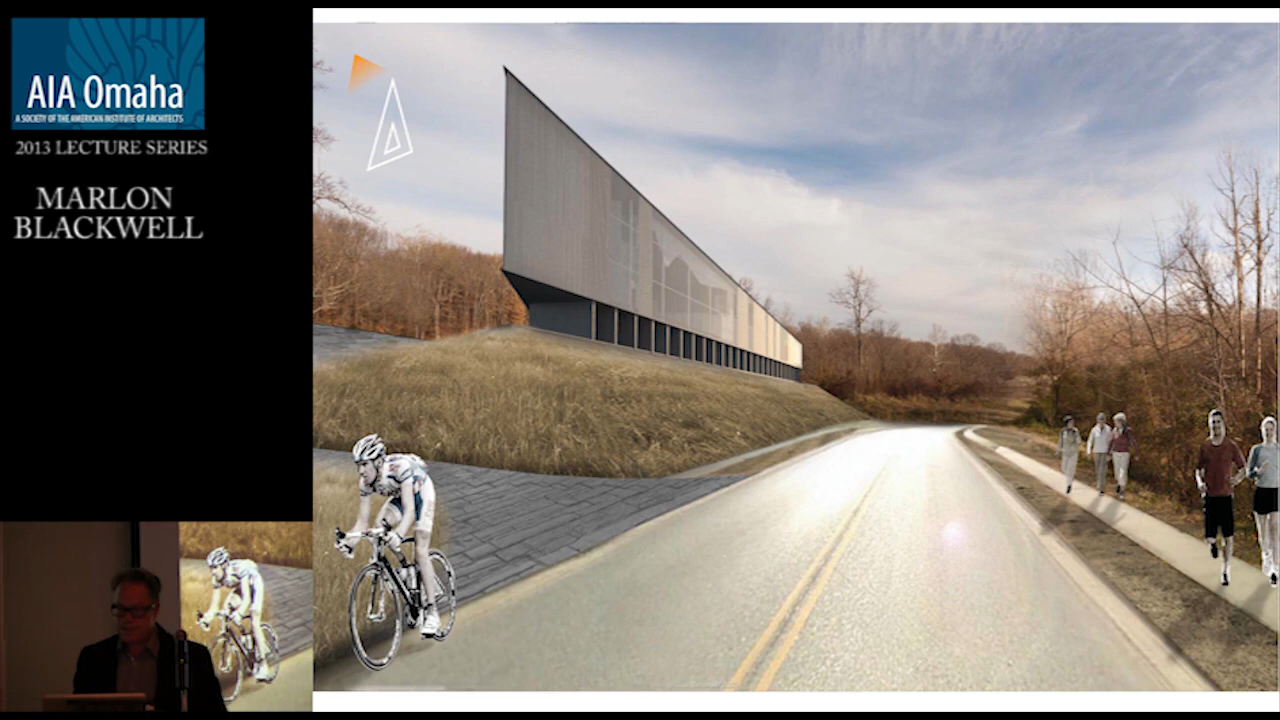 AIA Omaha
A SOCIETY OF THE AMERICAN INSTITUTE OF ARCHITECTS
2013 LECTURE SERIES
MARLON
BLACKWELL